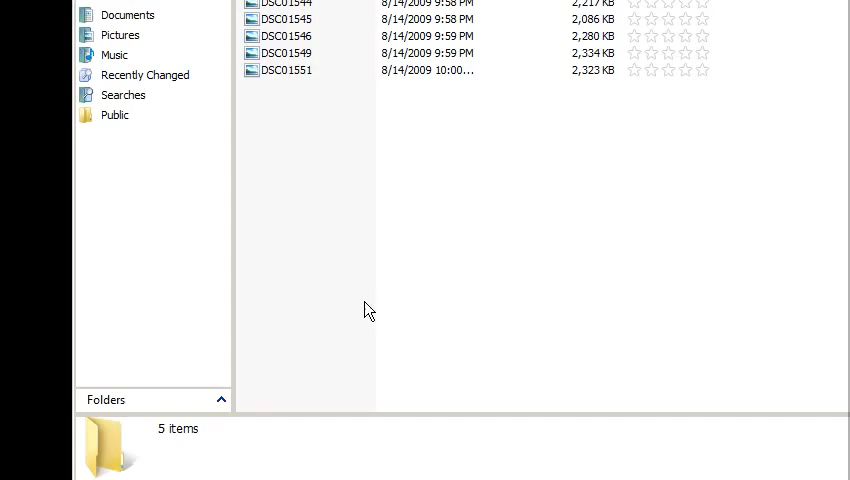 DSC01544 8/14/2009 9:58 PM 2,217 KB
Documents DSC01545 8/14/2009 9:58 PM 2,086 KB
Pictures DSC01546 8/14/2009 9:59 PM 2,280 KB
Music DSC01549 8/14/2009 9:59 PM 2,334 KB
Recently Changed DSC01551 8/14/2009 10:00... 2,323 KB
Searches
Public
Folders
5 items